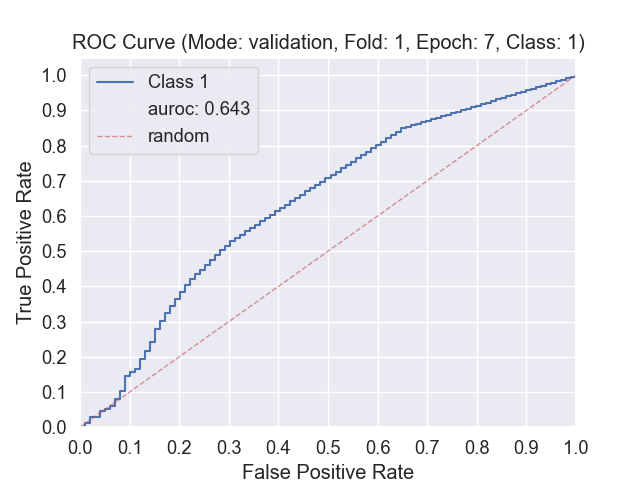 ROC Curve (Mode: validation, Fold: 1, Epoch: 7, Class: 1)
Class 1
auroc: 0.643
random
True Positive Rate
1.0
0.9
0.8
0.7
0.6
0.5
0.4
0.3
0.2
0.1
0.0
0.0 0.1 0.2 0.3 0.4 0.5 0.6 0.7 0.8 0.9 1.0
False Positive Rate